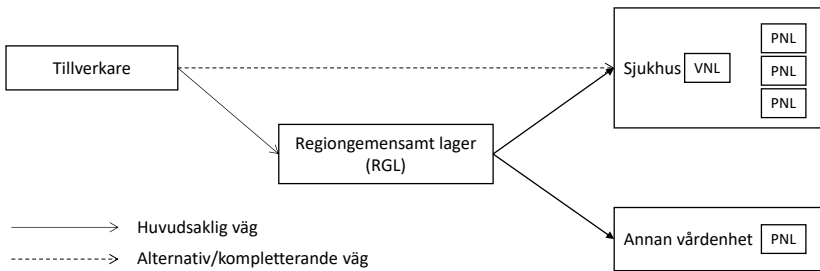 Tillverkare
Regiongemensamt lager
(RGL)
Sjukhus
VNL
PNL
PNL
PNL
Annan vårdenhet
PNL
Huvudsaklig väg
Alternativ/kompletterande väg